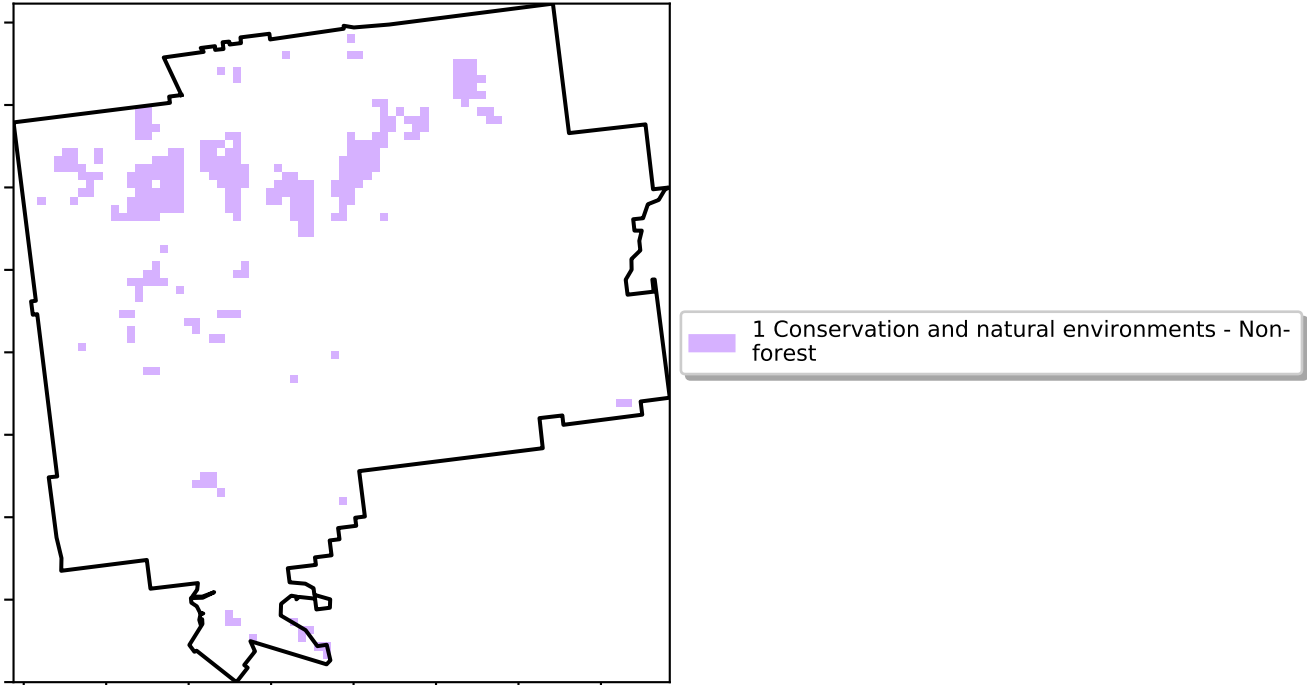 1 Conservation and natural environments - Non-
forest